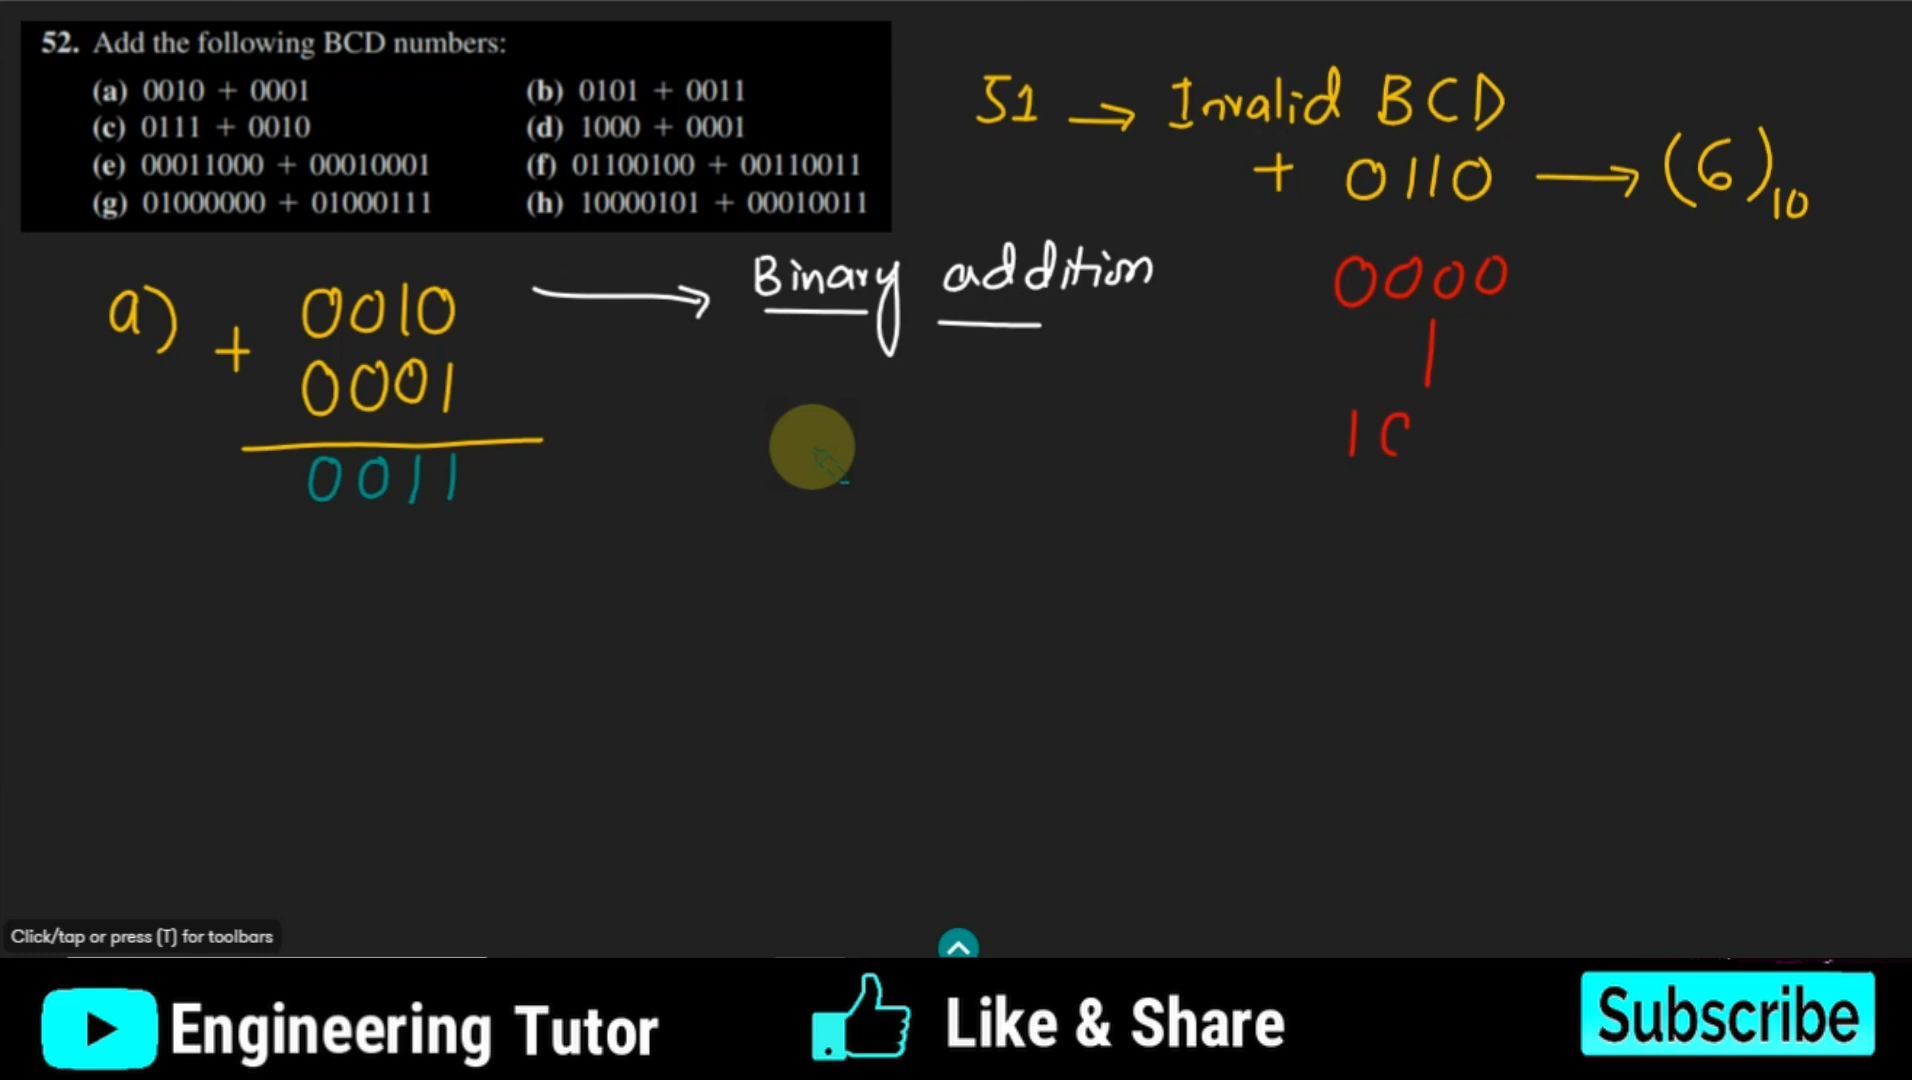 52. Add the following BCD numbers:
(a) 0010 + 0001 (b) 0101 + 0011
(c) 0111 + 0010 (d) 1000 + 0001
(e) 00011000 + 00010001 (f) 01100100 + 00110011
(g) 01000000 + 01000111 (h) 10000101 + 00010011
51 → Invalid BCD
+ 0110 → (6)10
0000
1
10
a) 0010 → Binary addition
+ 0001
0011
Click/tap or press (T) for toolbars
Engineering Tutor Like & Share Subscribe